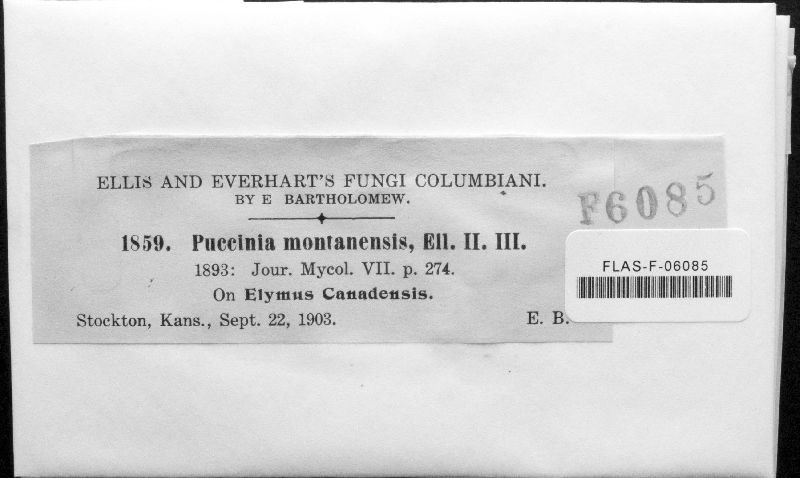 ELLIS AND EVERHART'S FUNGI COLUMBIANI.
BY E BARTHOLOMEW.
F6085
1859. Puccinia montanensis, Ell. II. III.
1893: Jour. Mycol. VII. p. 274.
On Elymus Canadensis.
Stockton, Kans., Sept. 22, 1903. E. B.
FLAS-F-06085